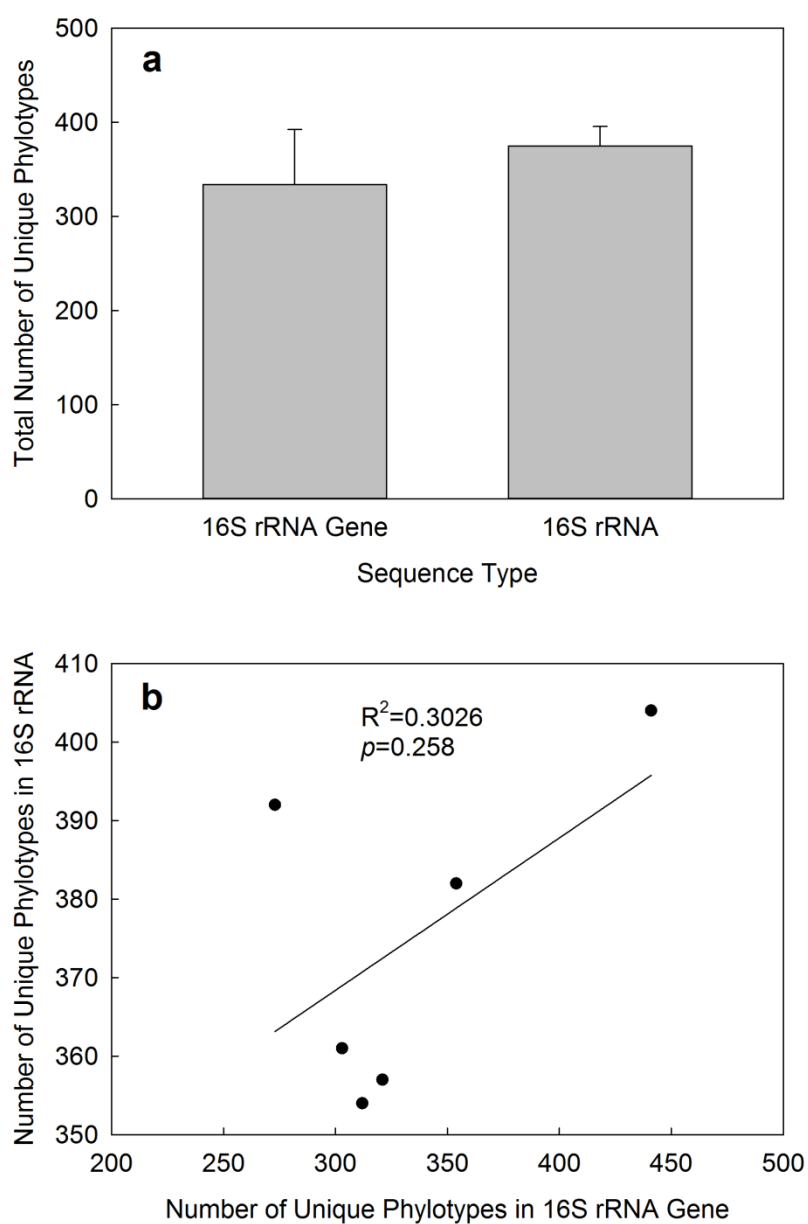 a
Total Number of Unique Phylotypes
500
400
300
200
100
0
16S rRNA Gene 16S rRNA
Sequence Type
b
Number of Unique Phylotypes in 16S rRNA
410
400
390
380
370
360
350
R²=0.3026
p=0.258
200 250 300 350 400 450 500
Number of Unique Phylotypes in 16S rRNA Gene